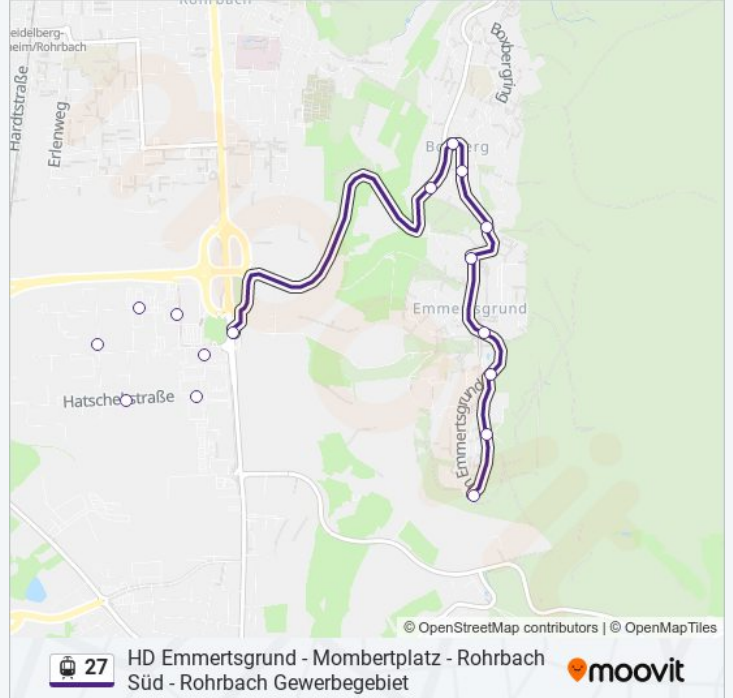 Rohrbach
eidelberg-
heim/Rohrbach
Hardtstraße
Erlenweg
Boxbergring
Boxberg
Emmertsgrund
Hatschekstraße
Emmertsgrund
© OpenStreetMap contributors | © OpenMapTiles
27
HD Emmertsgrund - Mombertplatz - Rohrbach
Süd - Rohrbach Gewerbegebiet
moovit